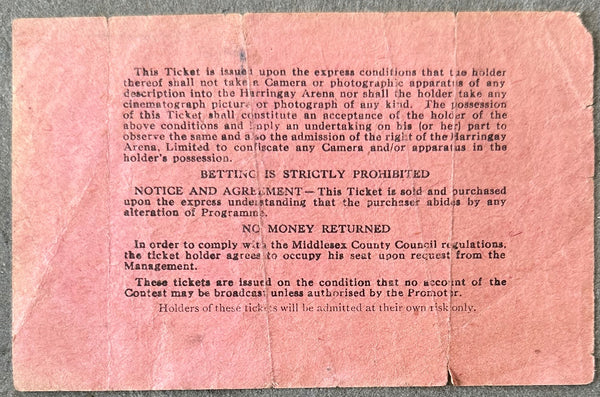 This Ticket is issued upon the express conditions that the holder
thereof shall not take a Camera or photographic apparatus of any
description into the Harringay Arena nor shall the holder take any
cinematograph picture or photograph of any kind. The possession
of this Ticket shall constitute an acceptance of the holder of the
above conditions and imply an undertaking on his (or her) part to
observe the same and also the admission of the right of the Harringay
Arena, Limited to confiscate any Camera and/or apparatus in the
holder's possession.
BETTING IS STRICTLY PROHIBITED
NOTICE AND AGREEMENT — This Ticket is sold and purchased
upon the express understanding that the purchaser abides by any
alteration of Programme.
NO MONEY RETURNED
In order to comply with the Middlesex County Council regulations,
the ticket holder agrees to occupy his seat upon request from the
Management.
These tickets are issued on the condition that no account of the
Contest may be broadcast unless authorised by the Promoter.
Holders of these tickets will be admitted at their own risk only.